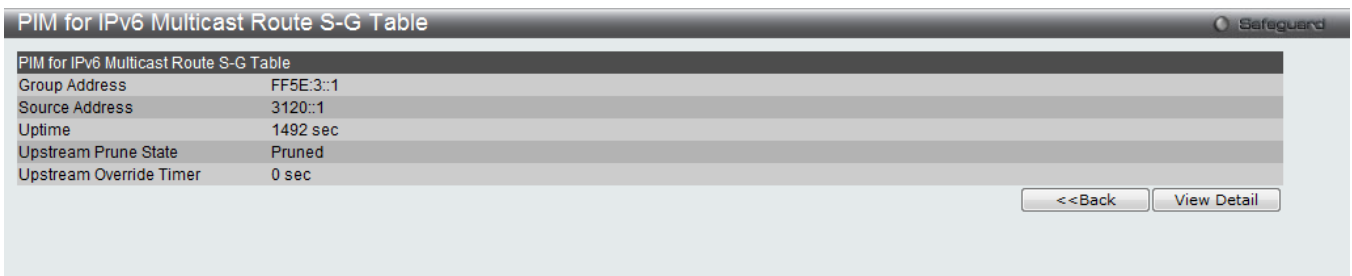 PIM for IPv6 Multicast Route S-G Table
Safeguard
PIM for IPv6 Multicast Route S-G Table
Group Address FF5E:3::1
Source Address 3120::1
Uptime 1492 sec
Upstream Prune State Pruned
Upstream Override Timer 0 sec
<<Back View Detail